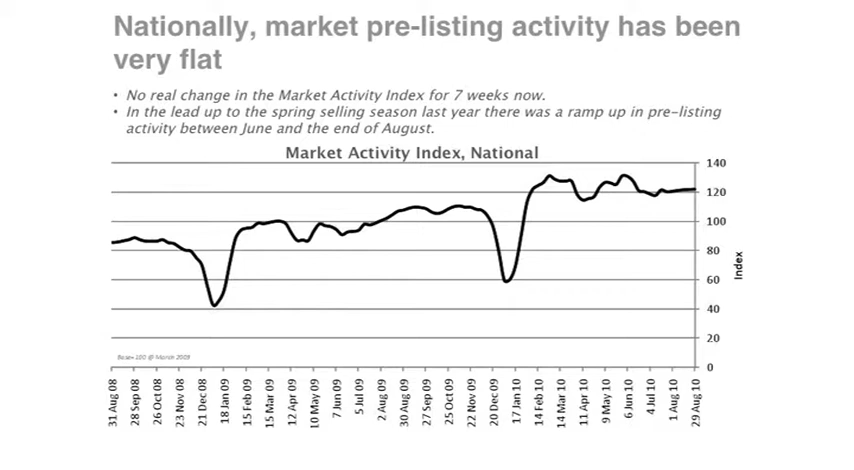 Nationally, market pre-listing activity has been
very flat
• No real change in the Market Activity Index for 7 weeks now.
• In the lead up to the spring selling season last year there was a ramp up in pre-listing
activity between June and the end of August.
Market Activity Index, National
140
120
100
80
60
40
20
0
Index
Base=100 @ March 2009
31 Aug 08
28 Sep 08
26 Oct 08
23 Nov 08
21 Dec 08
18 Jan 09
15 Feb 09
15 Mar 09
12 Apr 09
10 May 09
7 Jun 09
5 Jul 09
2 Aug 09
30 Aug 09
27 Sep 09
25 Oct 09
22 Nov 09
20 Dec 09
17 Jan 10
14 Feb 10
14 Mar 10
11 Apr 10
9 May 10
6 Jun 10
4 Jul 10
1 Aug 10
29 Aug 10